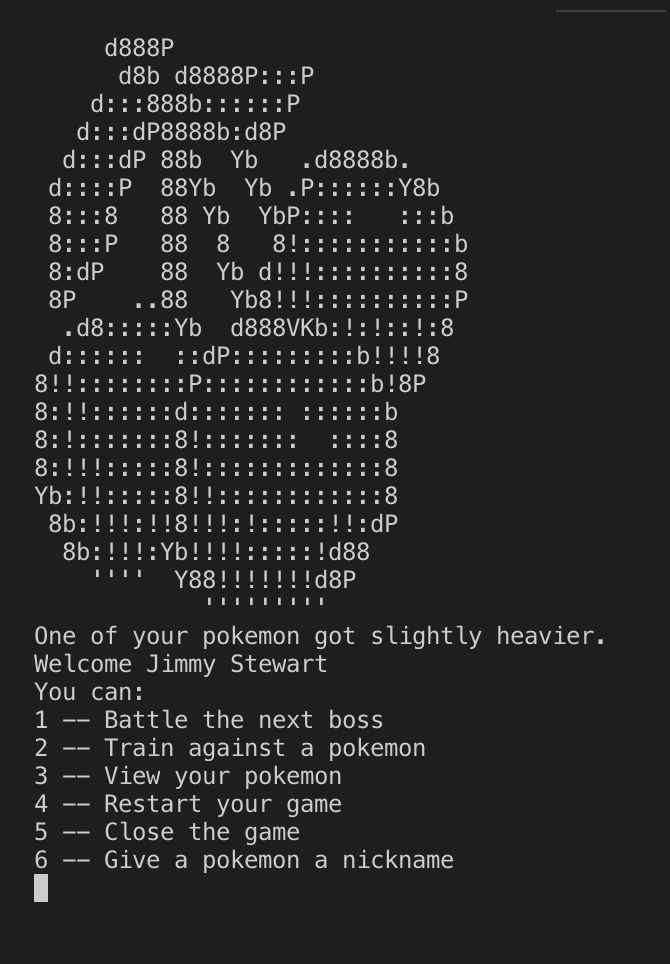 d888P
      d8b d8888P:::P
    d:::888b::::::P
   d:::dP8888b:d8P
  d:::dP 88b  Yb   .d8888b.
 d::::P  88Yb  Yb .P::::::Y8b
 8:::8   88 Yb  YbP::::   :::b
 8:::P   88  8   8!:::::::::::b
 8:dP    88  Yb d!!!::::::::::8
 8P    ..88   Yb8!!!::::::::::P
  .d8:::::Yb  d888VKb:!:!::!:8
 d::::::  ::dP::::::::::b!!!!8
8!!::::::::P::::::::::::b!8P
8:!!::::::d::::::: ::::::b
8:!:::::::8!:::::::  ::::8
8:!!!:::::8!:::::::::::::8
Yb:!!:::::8!!::::::::::::8
 8b:!!!:!!8!!!:!:::::!!:dP
  8b:!!!:Yb!!!!:::::!d88
    ''''  Y88!!!!!!!d8P
            '''''''''
One of your pokemon got slightly heavier.
Welcome Jimmy Stewart
You can:
1 -- Battle the next boss
2 -- Train against a pokemon
3 -- View your pokemon
4 -- Restart your game
5 -- Close the game
6 -- Give a pokemon a nickname